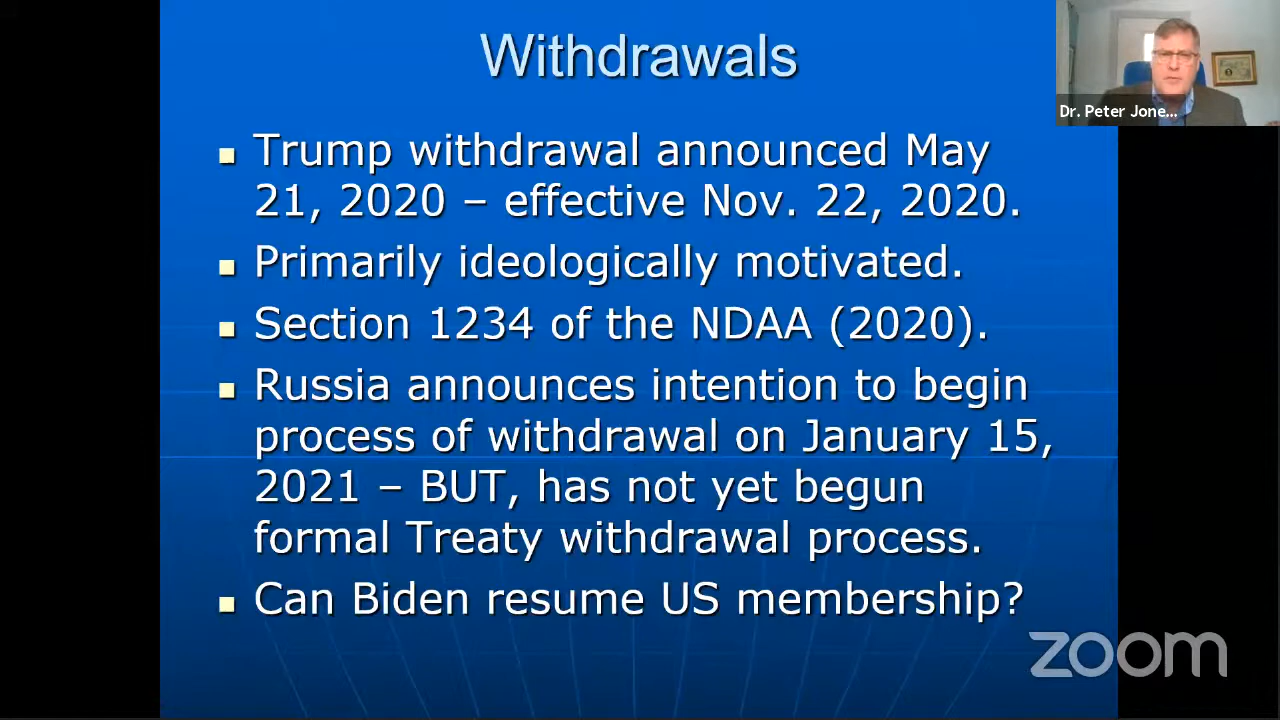 Withdrawals
Dr. Peter Jone...
Trump withdrawal announced May
21, 2020 – effective Nov. 22, 2020.
Primarily ideologically motivated.
Section 1234 of the NDAA (2020).
Russia announces intention to begin
process of withdrawal on January 15,
2021 – BUT, has not yet begun
formal Treaty withdrawal process.
Can Biden resume US membership?
zoom